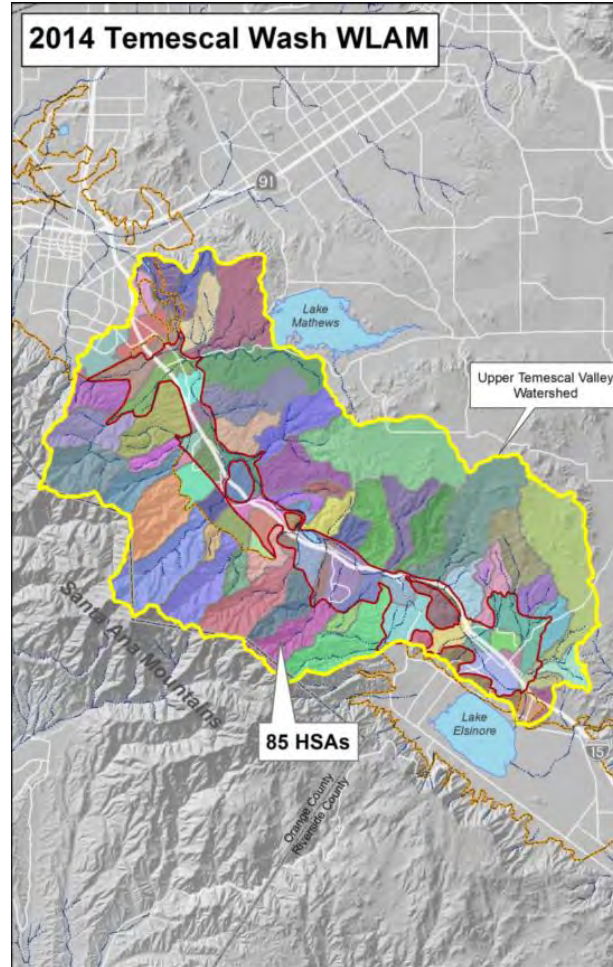 2014 Temescal Wash WLAM
91
Lake
Mathews
Upper Temescal Valley
Watershed
Santa Ana Mountains
85 HSAs
Lake
Elsinore
15
Orange County
Riverside County